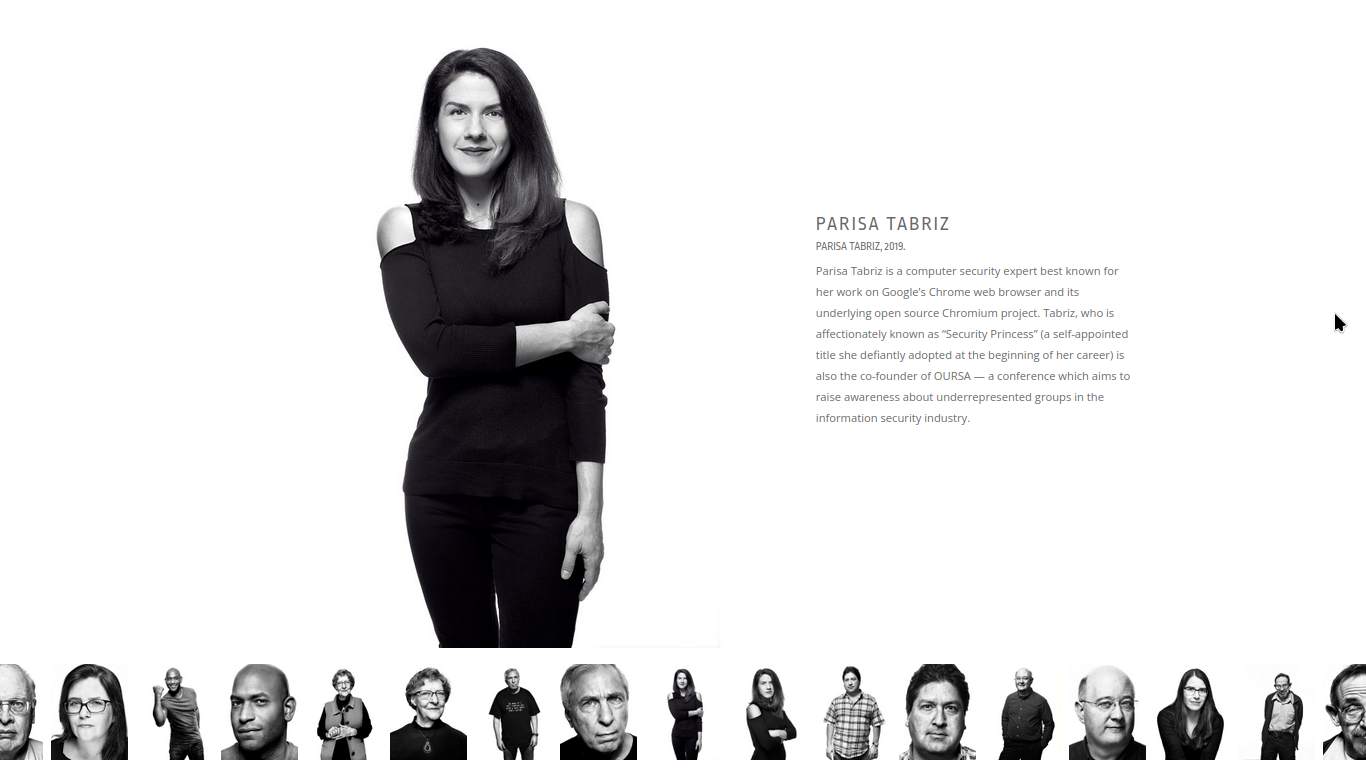 PARISA TABRIZ
PARISA TABRIZ, 2019.
Parisa Tabriz is a computer security expert best known for
her work on Google's Chrome web browser and its
underlying open source Chromium project. Tabriz, who is
affectionately known as “Security Princess” (a self-appointed
title she defiantly adopted at the beginning of her career) is
also the co-founder of OURSA — a conference which aims to
raise awareness about underrepresented groups in the
information security industry.